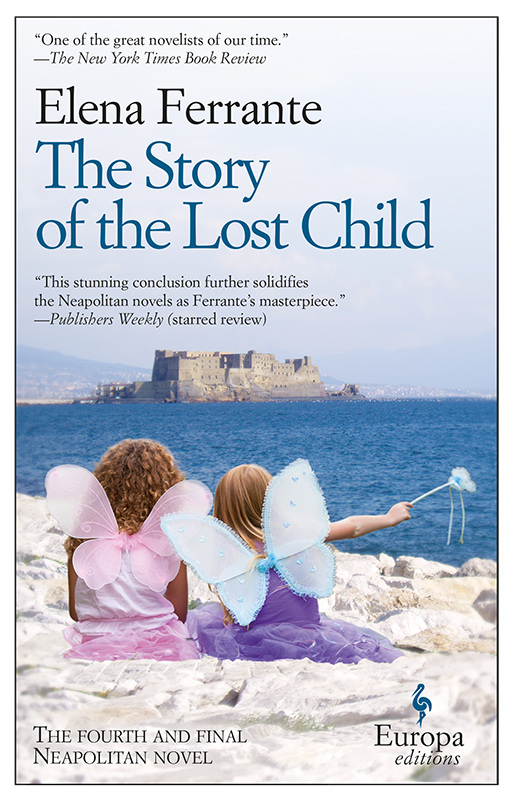 “One of the great novelists of our time.”
—The New York Times Book Review
Elena Ferrante
The Story
of the Lost Child
“This stunning conclusion further solidifies
the Neapolitan novels as Ferrante’s masterpiece.”
—Publishers Weekly (starred review)
The fourth and final
Neapolitan novel
Europa
editions